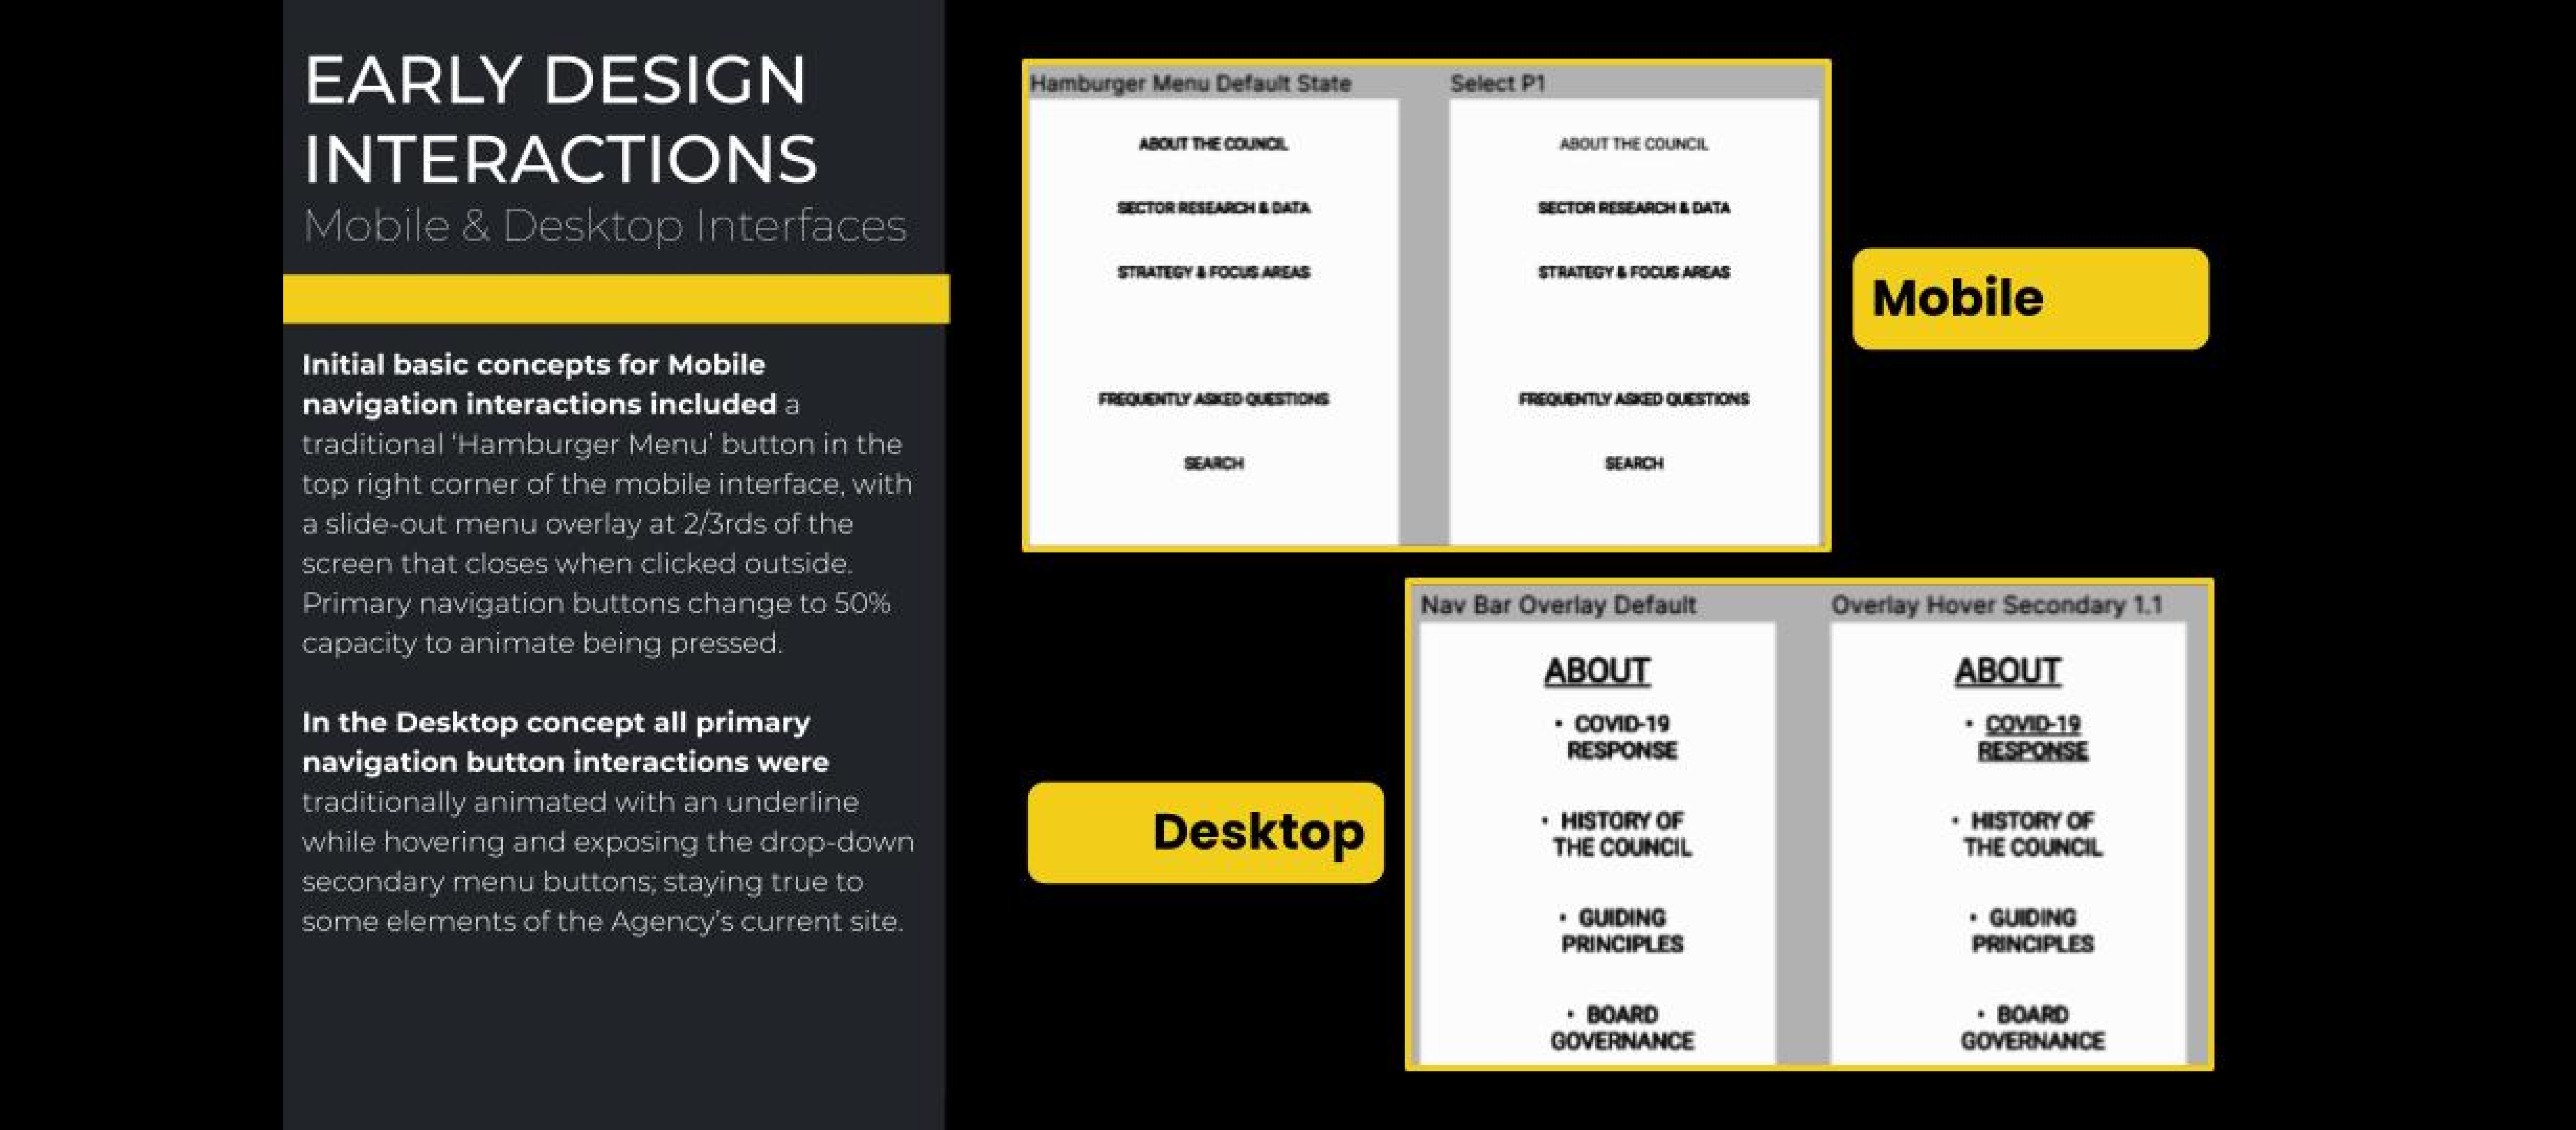 EARLY DESIGN
INTERACTIONS
Mobile & Desktop Interfaces
Initial basic concepts for Mobile
navigation interactions included a
traditional ‘Hamburger Menu’ button in the
top right corner of the mobile interface, with
a slide-out menu overlay at 2/3rds of the
screen that closes when clicked outside.
Primary navigation buttons change to 50%
capacity to animate being pressed.
In the Desktop concept all primary
navigation button interactions were
traditionally animated with an underline
while hovering and exposing the drop-down
secondary menu buttons; staying true to
some elements of the Agency’s current site.
Hamburger Menu Default State
ABOUT THE COUNCIL
SECTOR RESEARCH & DATA
STRATEGY & FOCUS AREAS
FREQUENTLY ASKED QUESTIONS
SEARCH
Select P1
ABOUT THE COUNCIL
SECTOR RESEARCH & DATA
STRATEGY & FOCUS AREAS
FREQUENTLY ASKED QUESTIONS
SEARCH
Mobile
Desktop
Nav Bar Overlay Default
ABOUT
• COVID-19
RESPONSE
• HISTORY OF
THE COUNCIL
• GUIDING
PRINCIPLES
• BOARD
GOVERNANCE
Overlay Hover Secondary 1.1
ABOUT
• COVID-19
RESPONSE
• HISTORY OF
THE COUNCIL
• GUIDING
PRINCIPLES
• BOARD
GOVERNANCE